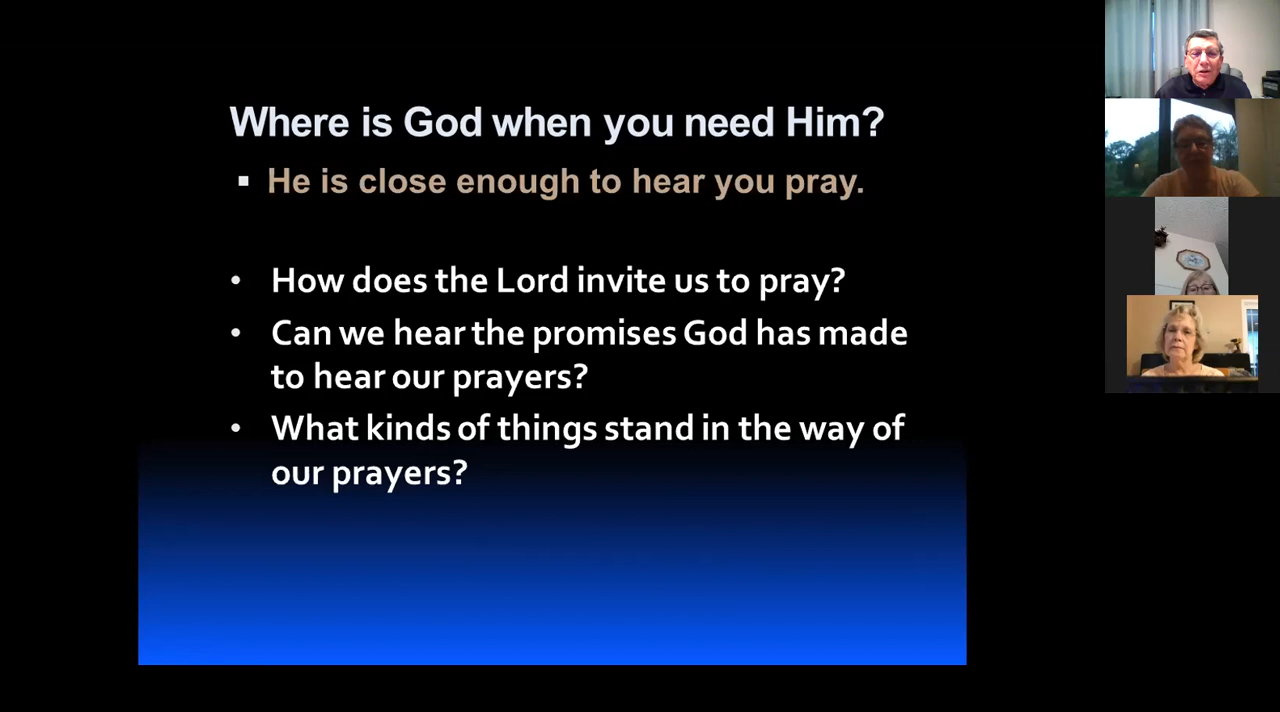 Where is God when you need Him?
▪ He is close enough to hear you pray.
• How does the Lord invite us to pray?
• Can we hear the promises God has made
to hear our prayers?
• What kinds of things stand in the way of
our prayers?